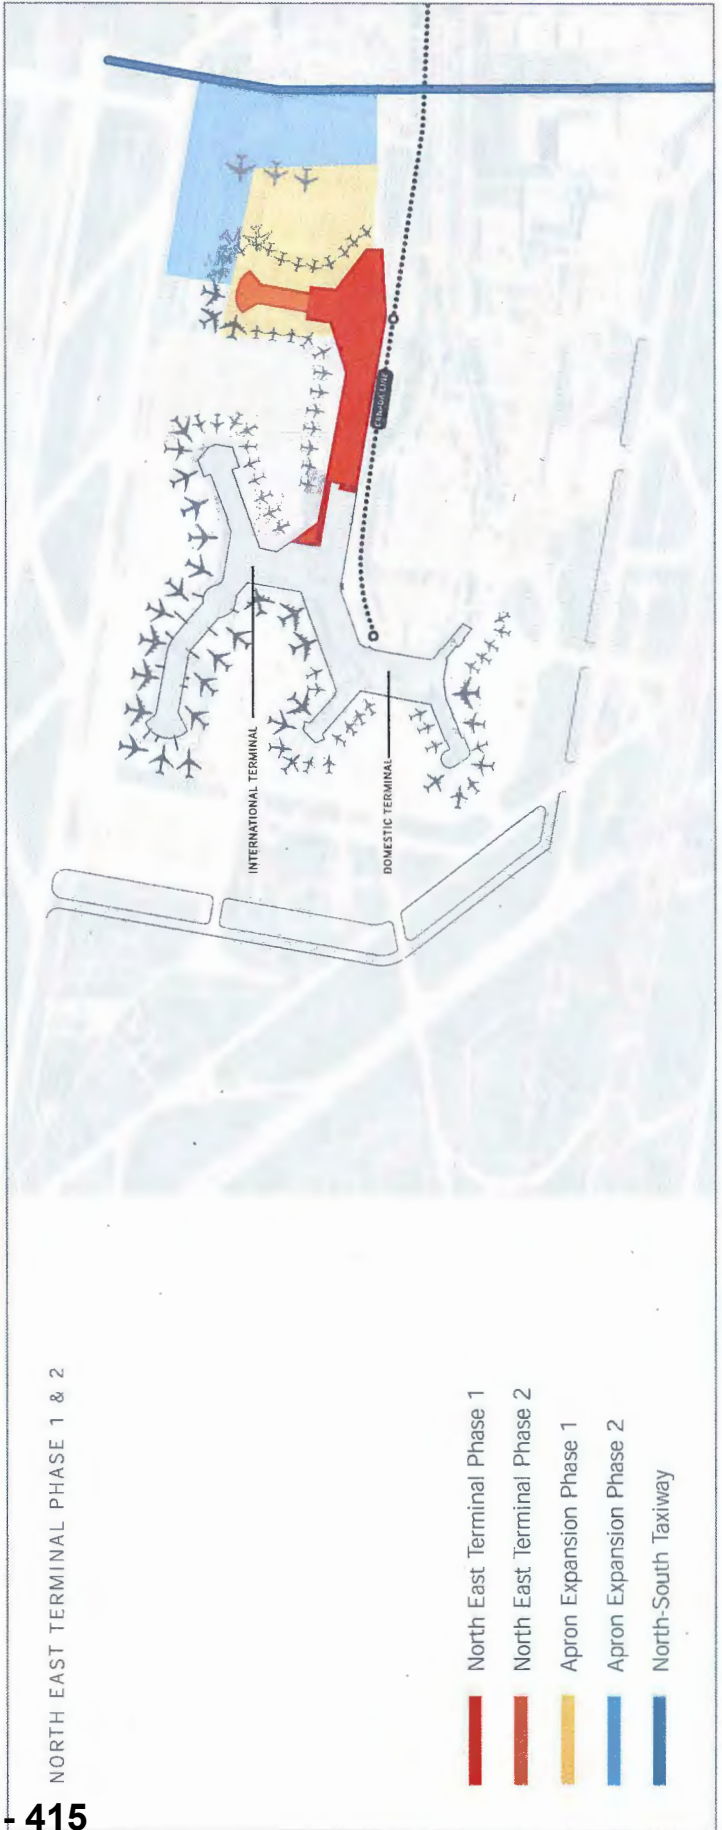 NORTH EAST TERMINAL PHASE 1 & 2
North East Terminal Phase 1
North East Terminal Phase 2
Apron Expansion Phase 1
Apron Expansion Phase 2
North-South Taxiway
INTERNATIONAL TERMINAL
DOMESTIC TERMINAL
CANADA LINE
- 415